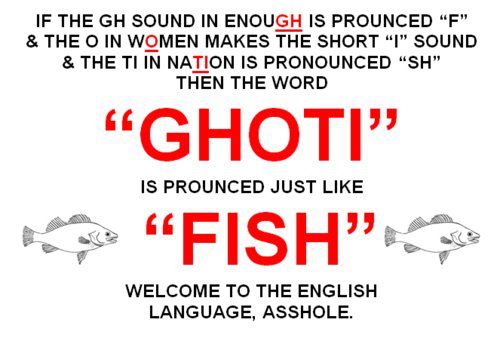 IF THE GH SOUND IN ENOUGH IS PROUNCED “F”
& THE O IN WOMEN MAKES THE SHORT “I” SOUND
& THE TI IN NATION IS PRONOUNCED “SH”
THEN THE WORD
“GHOTI”
IS PROUNCED JUST LIKE
“FISH”
WELCOME TO THE ENGLISH
LANGUAGE, ASSHOLE.